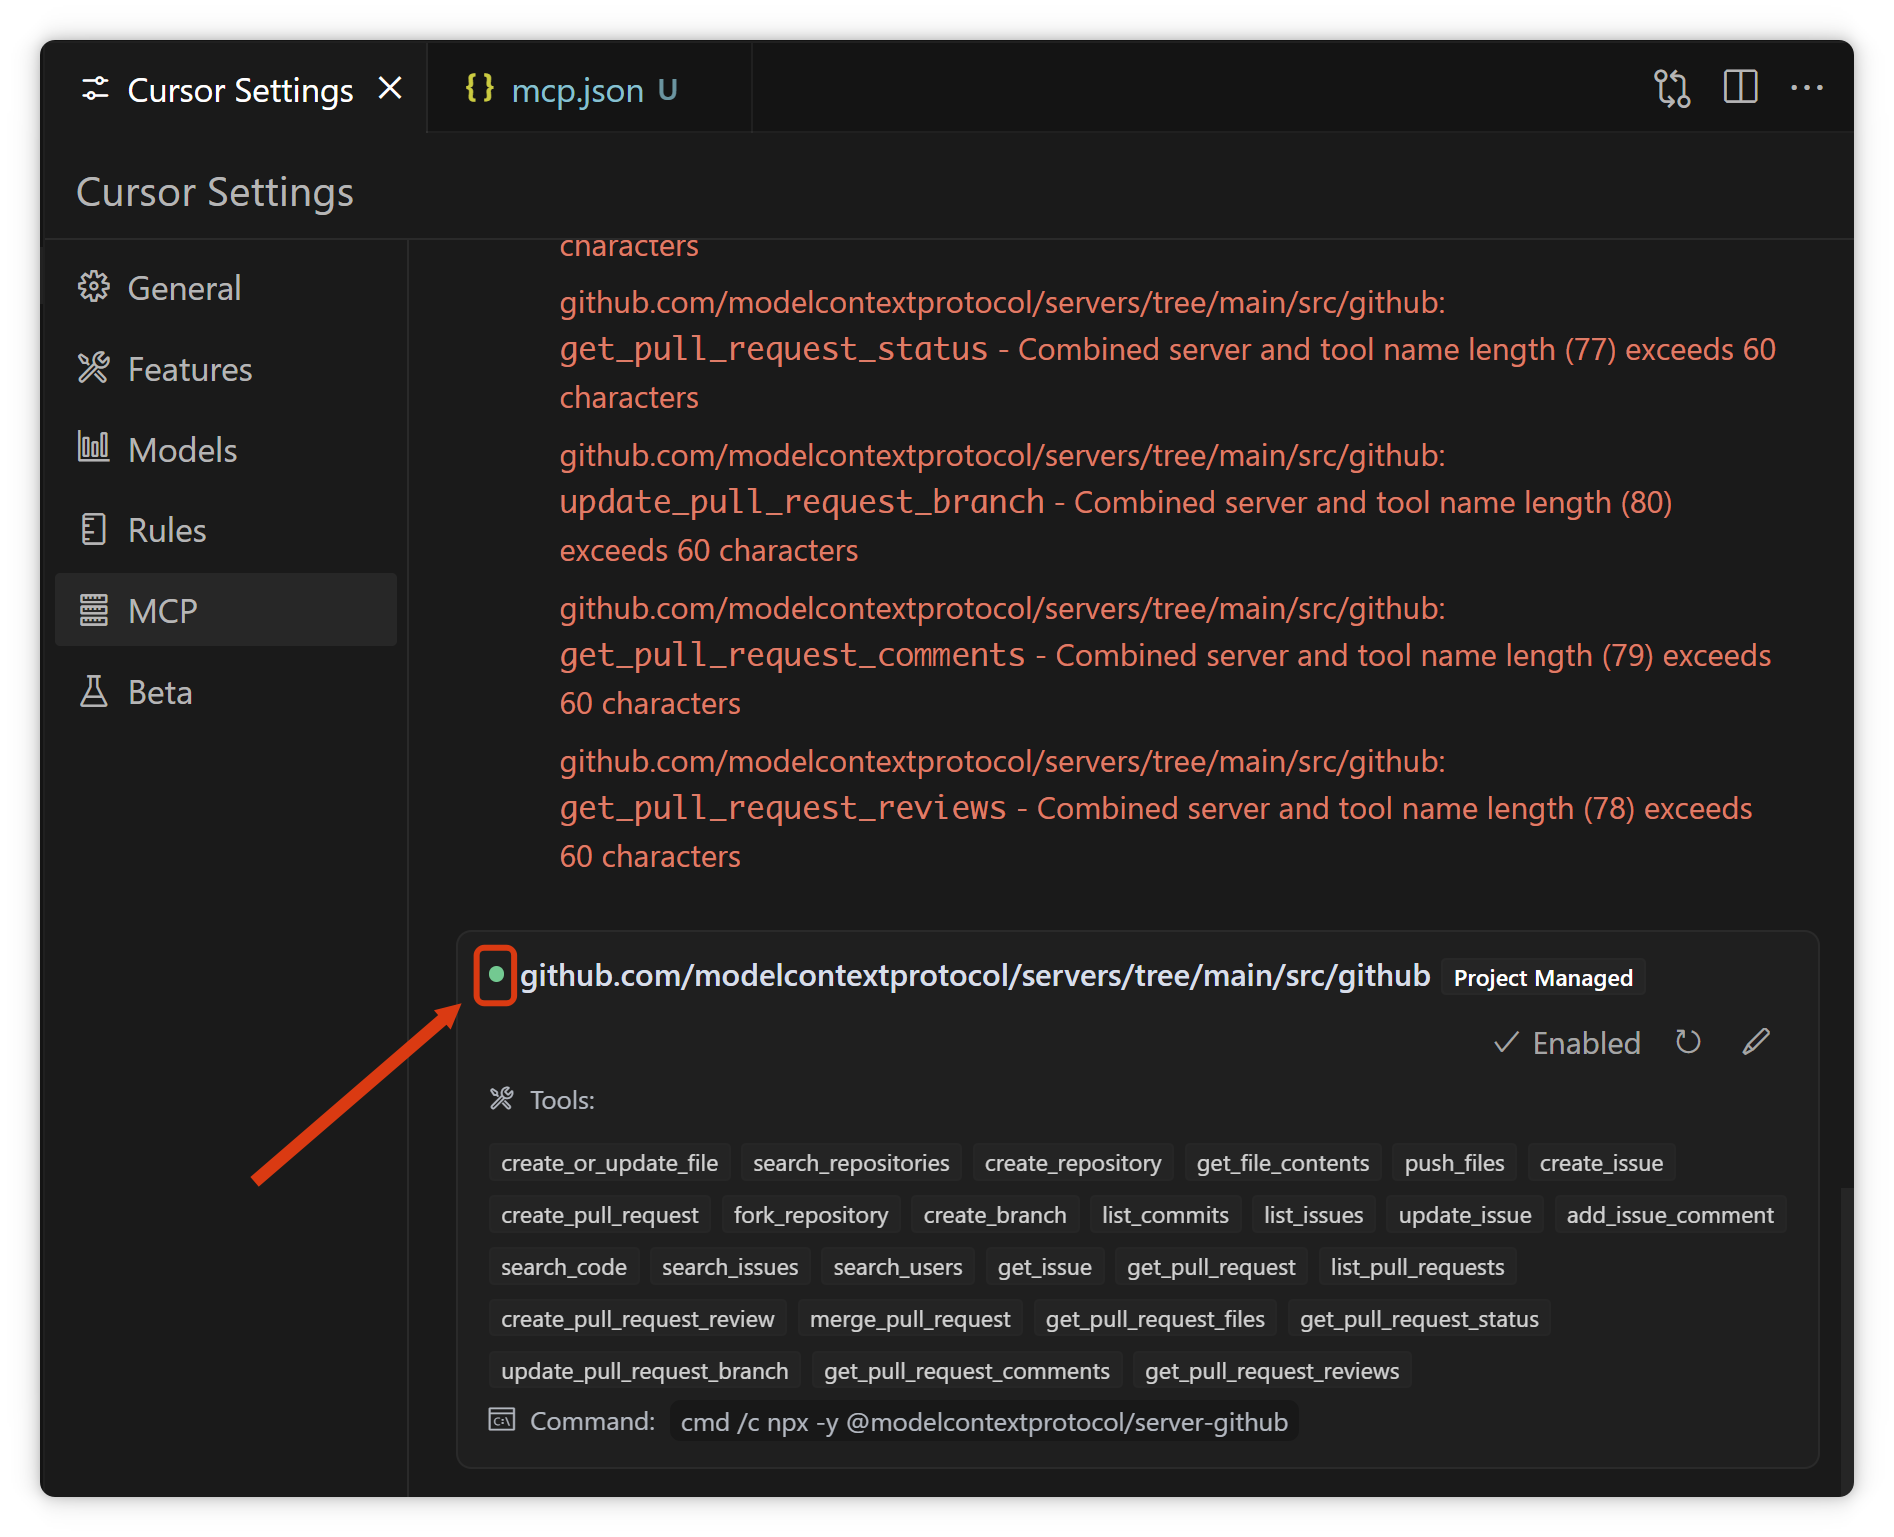 Cursor Settings
{} mcp.json U
Cursor Settings
General
Features
Models
Rules
MCP
Beta
characters
github.com/modelcontextprotocol/servers/tree/main/src/github:
get_pull_request_status - Combined server and tool name length (77) exceeds 60
characters
github.com/modelcontextprotocol/servers/tree/main/src/github:
update_pull_request_branch - Combined server and tool name length (80)
exceeds 60 characters
github.com/modelcontextprotocol/servers/tree/main/src/github:
get_pull_request_comments - Combined server and tool name length (79) exceeds
60 characters
github.com/modelcontextprotocol/servers/tree/main/src/github:
get_pull_request_reviews - Combined server and tool name length (78) exceeds
60 characters
github.com/modelcontextprotocol/servers/tree/main/src/github Project Managed
Enabled
Tools:
create_or_update_file search_repositories create_repository get_file_contents push_files create_issue
create_pull_request fork_repository create_branch list_commits list_issues update_issue add_issue_comment
search_code search_issues search_users get_issue get_pull_request list_pull_requests
create_pull_request_review merge_pull_request get_pull_request_files get_pull_request_status
update_pull_request_branch get_pull_request_comments get_pull_request_reviews
Command: cmd /c npx -y @modelcontextprotocol/server-github